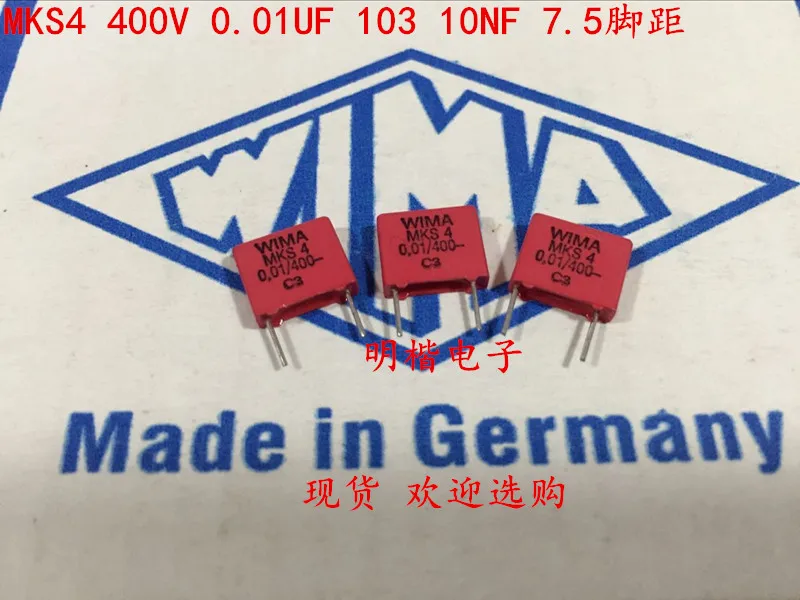 MKS4 400V 0.01UF 103 10NF 7.5脚距
WIMA
WIMA
MKS 4
0,01/400-
C3
WIMA
MKS 4
0,01/400-
C3
WIMA
MKS 4
0,01/400-
C3
明楷电子
Made in Germany
现货 欢迎选购